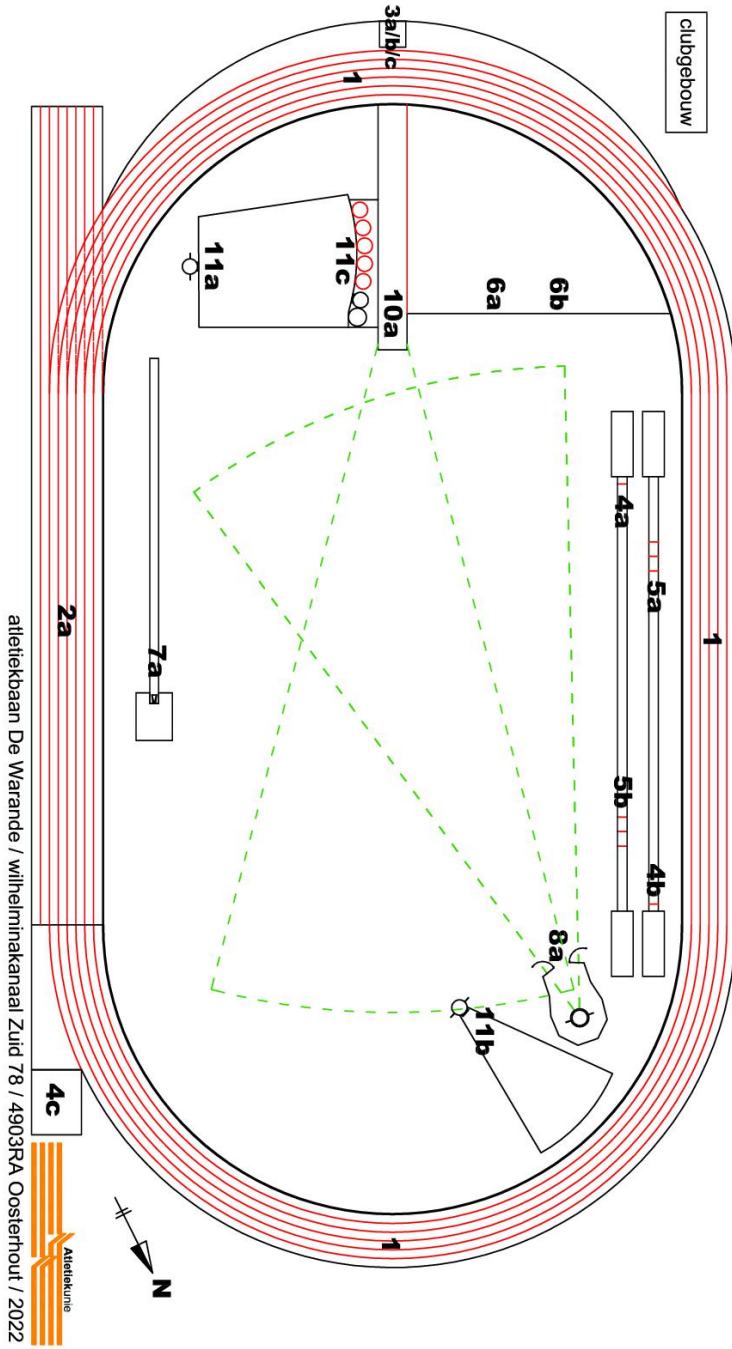 clubgebouw
3a/b/c
1
11a
11c
10a
6a
6b
4a
5a
1
2a
7a
5b
4b
8a
11b
4c
1
N
Atletiekunie
atletiekbaan De Warande / wilhelminakanaal Zuid 78 / 4903RA Oosterhout / 2022